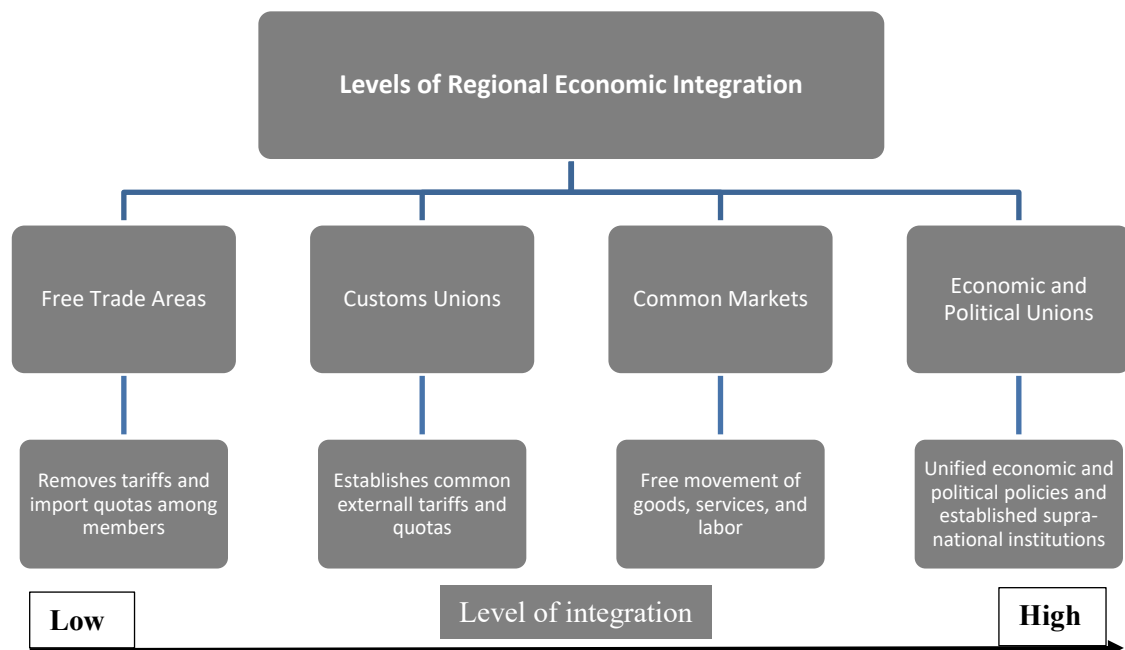 Levels of Regional Economic Integration
Free Trade Areas
Customs Unions
Common Markets
Economic and
Political Unions
Removes tariffs and
import quotas among
members
Establishes common
externall tariffs and
quotas
Free movement of
goods, services, and
labor
Unified economic and
political policies and
established supra-
national institutions
Low
Level of integration
High